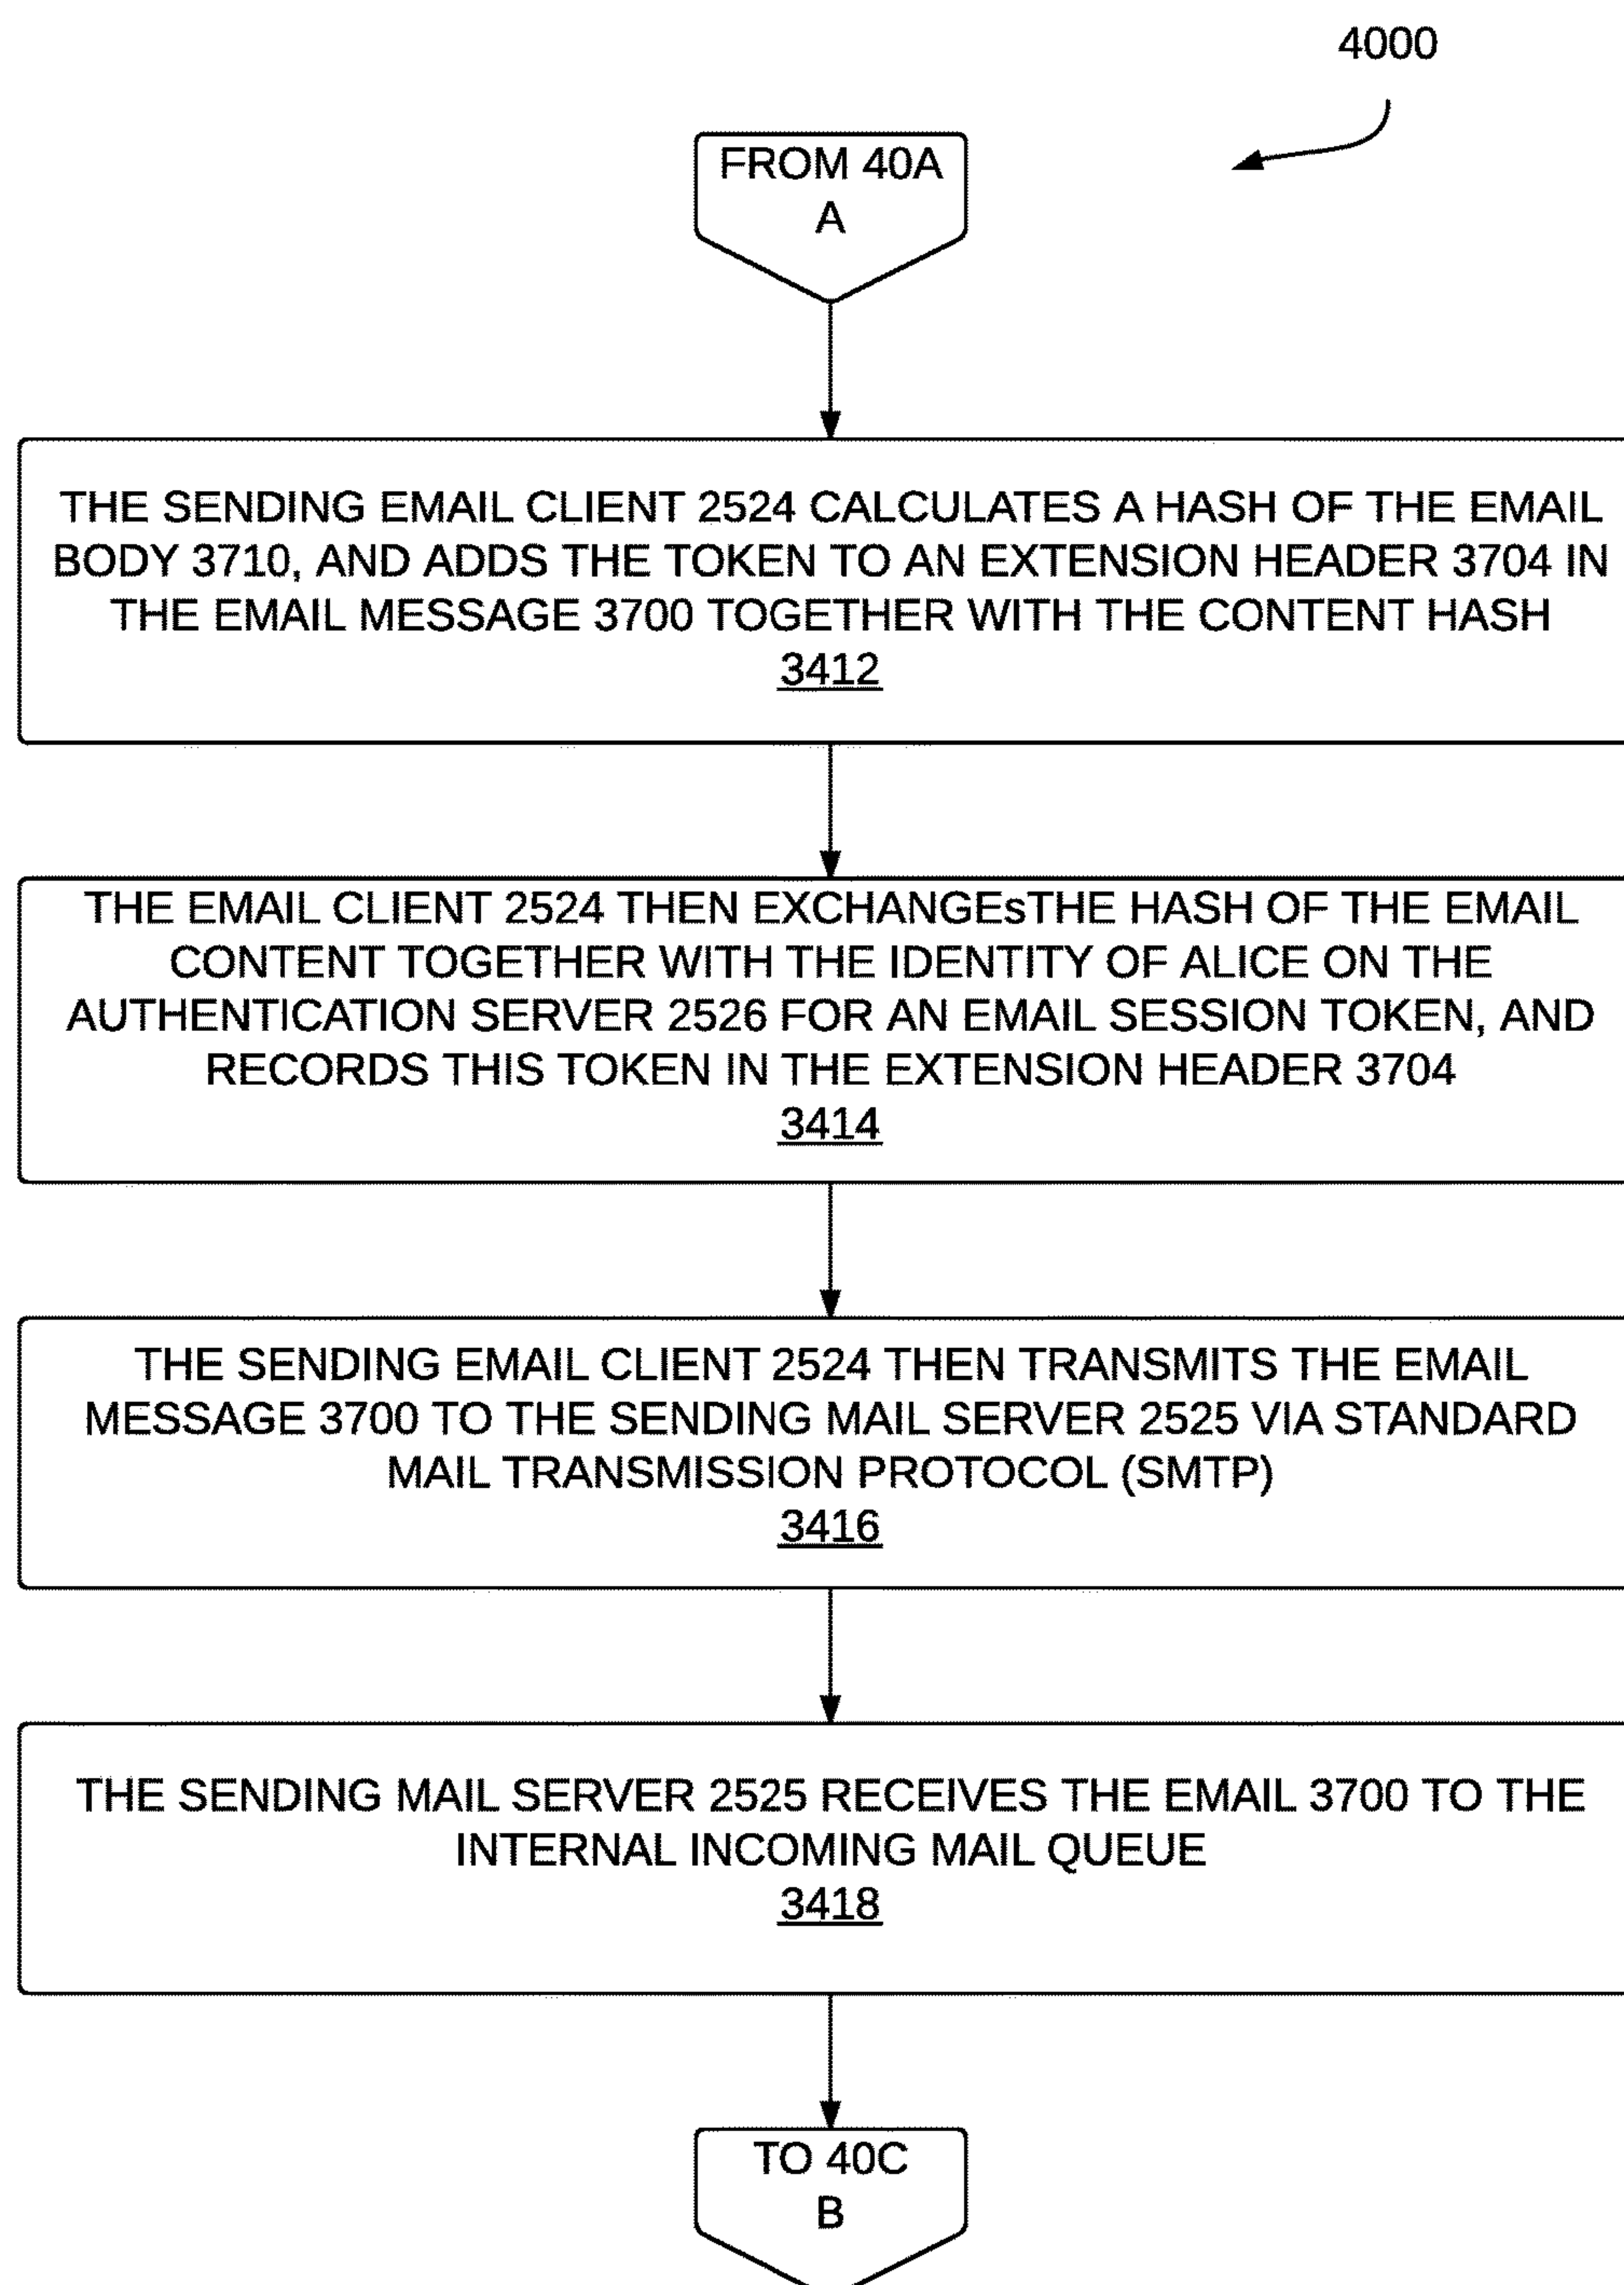 4000
FROM 40A
A
THE SENDING EMAIL CLIENT 2524 CALCULATES A HASH OF THE EMAIL
BODY 3710, AND ADDS THE TOKEN TO AN EXTENSION HEADER 3704 IN
THE EMAIL MESSAGE 3700 TOGETHER WITH THE CONTENT HASH
3412
THE EMAIL CLIENT 2524 THEN EXCHANGEsTHE HASH OF THE EMAIL
CONTENT TOGETHER WITH THE IDENTITY OF ALICE ON THE
AUTHENTICATION SERVER 2526 FOR AN EMAIL SESSION TOKEN, AND
RECORDS THIS TOKEN IN THE EXTENSION HEADER 3704
3414
THE SENDING EMAIL CLIENT 2524 THEN TRANSMITS THE EMAIL
MESSAGE 3700 TO THE SENDING MAIL SERVER 2525 VIA STANDARD
MAIL TRANSMISSION PROTOCOL (SMTP)
3416
THE SENDING MAIL SERVER 2525 RECEIVES THE EMAIL 3700 TO THE
INTERNAL INCOMING MAIL QUEUE
3418
TO 40C
B